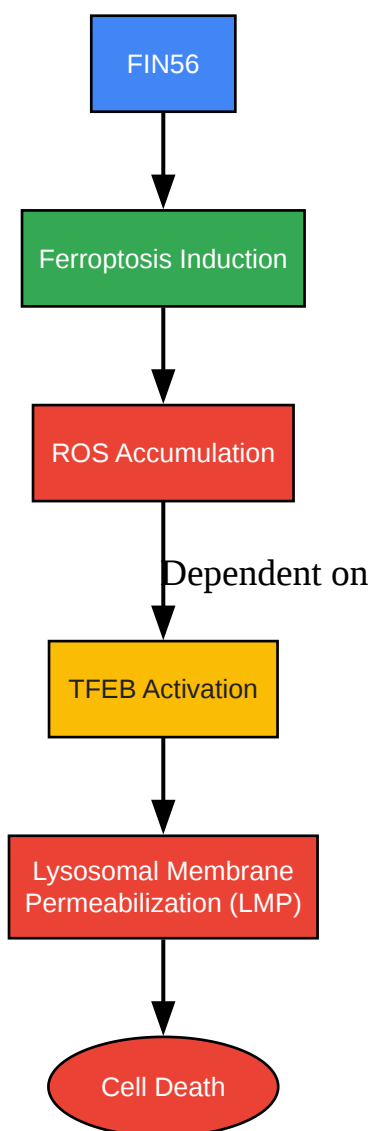 FIN56
Ferroptosis Induction
ROS Accumulation
Dependent on
TFEB Activation
Lysosomal Membrane
Permeabilization (LMP)
Cell Death